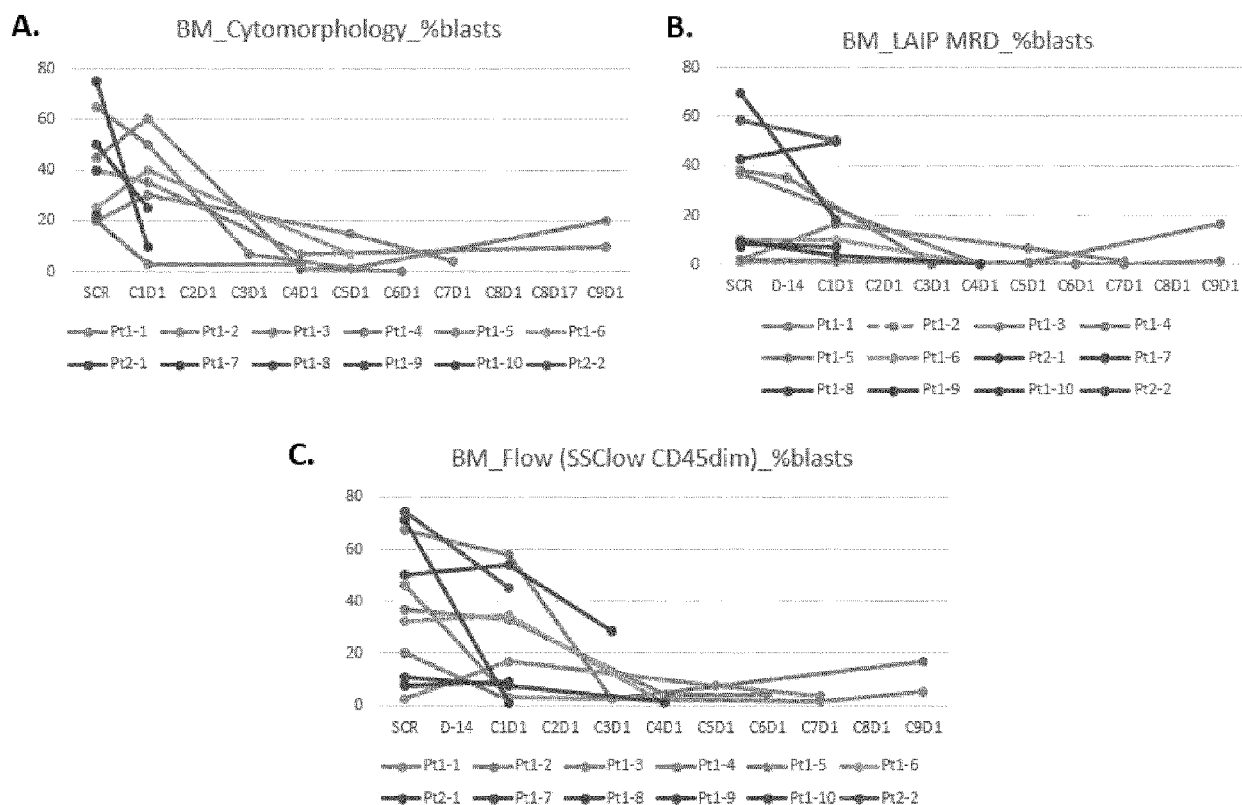 A.
BM_Cytomorphology_%blasts
80
60
40
20
0
SCR C1D1 C2D1 C3D1 C4D1 C5D1 C6D1 C7D1 C8D1 C8D17 C9D1
Pt1-1 Pt1-2 Pt1-3 Pt1-4 Pt1-5 Pt1-6
Pt2-1 Pt1-7 Pt1-8 Pt1-9 Pt1-10 Pt2-2
B.
BM_LAIP MRD_%blasts
80
60
40
20
0
SCR D-14 C1D1 C2D1 C3D1 C4D1 C5D1 C6D1 C7D1 C8D1 C9D1
Pt1-1 Pt1-2 Pt1-3 Pt1-4
Pt1-5 Pt1-6 Pt2-1 Pt1-7
Pt1-8 Pt1-9 Pt1-10 Pt2-2
C.
BM_Flow (SSClow CD45dim)_%blasts
80
60
40
20
0
SCR D-14 C1D1 C2D1 C3D1 C4D1 C5D1 C6D1 C7D1 C8D1 C9D1
Pt1-1 Pt1-2 Pt1-3 Pt1-4 Pt1-5 Pt1-6
Pt2-1 Pt1-7 Pt1-8 Pt1-9 Pt1-10 Pt2-2